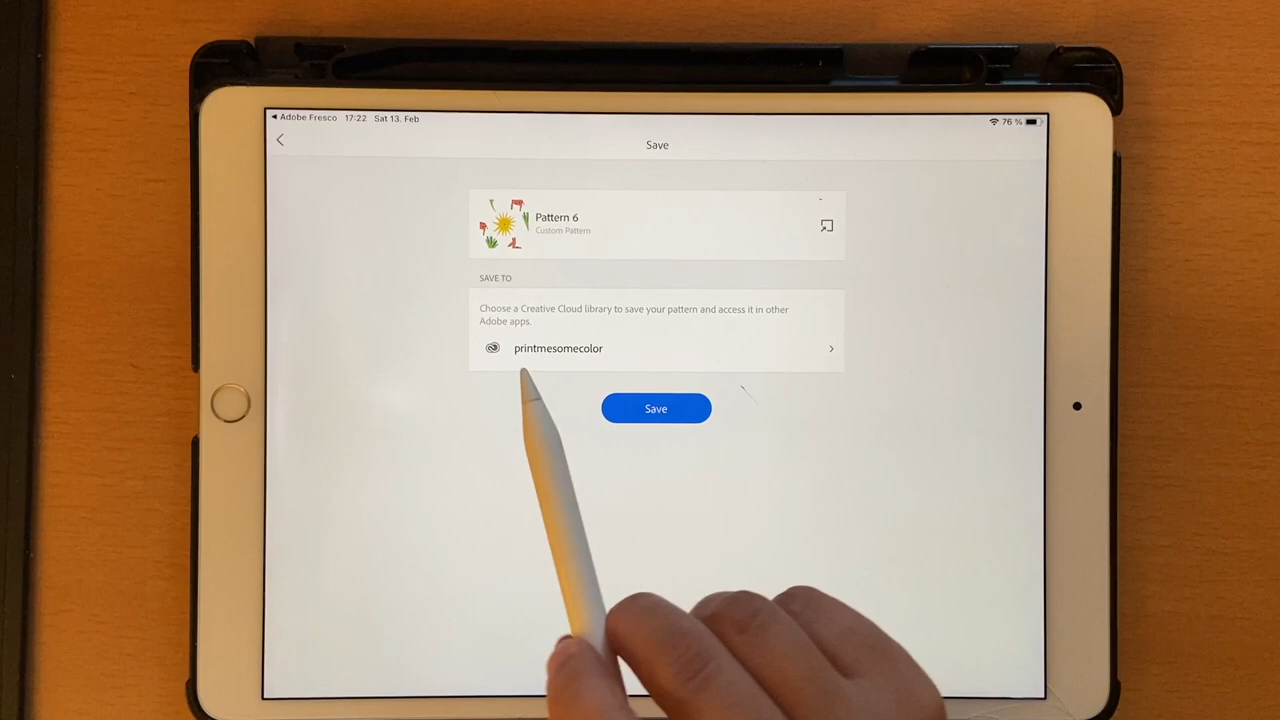 ◀ Adobe Fresco 17:22 Sat 13. Feb 76 %
Save
Pattern 6
Custom Pattern
SAVE TO
Choose a Creative Cloud library to save your pattern and access it in other
Adobe apps.
printmesomecolor
Save